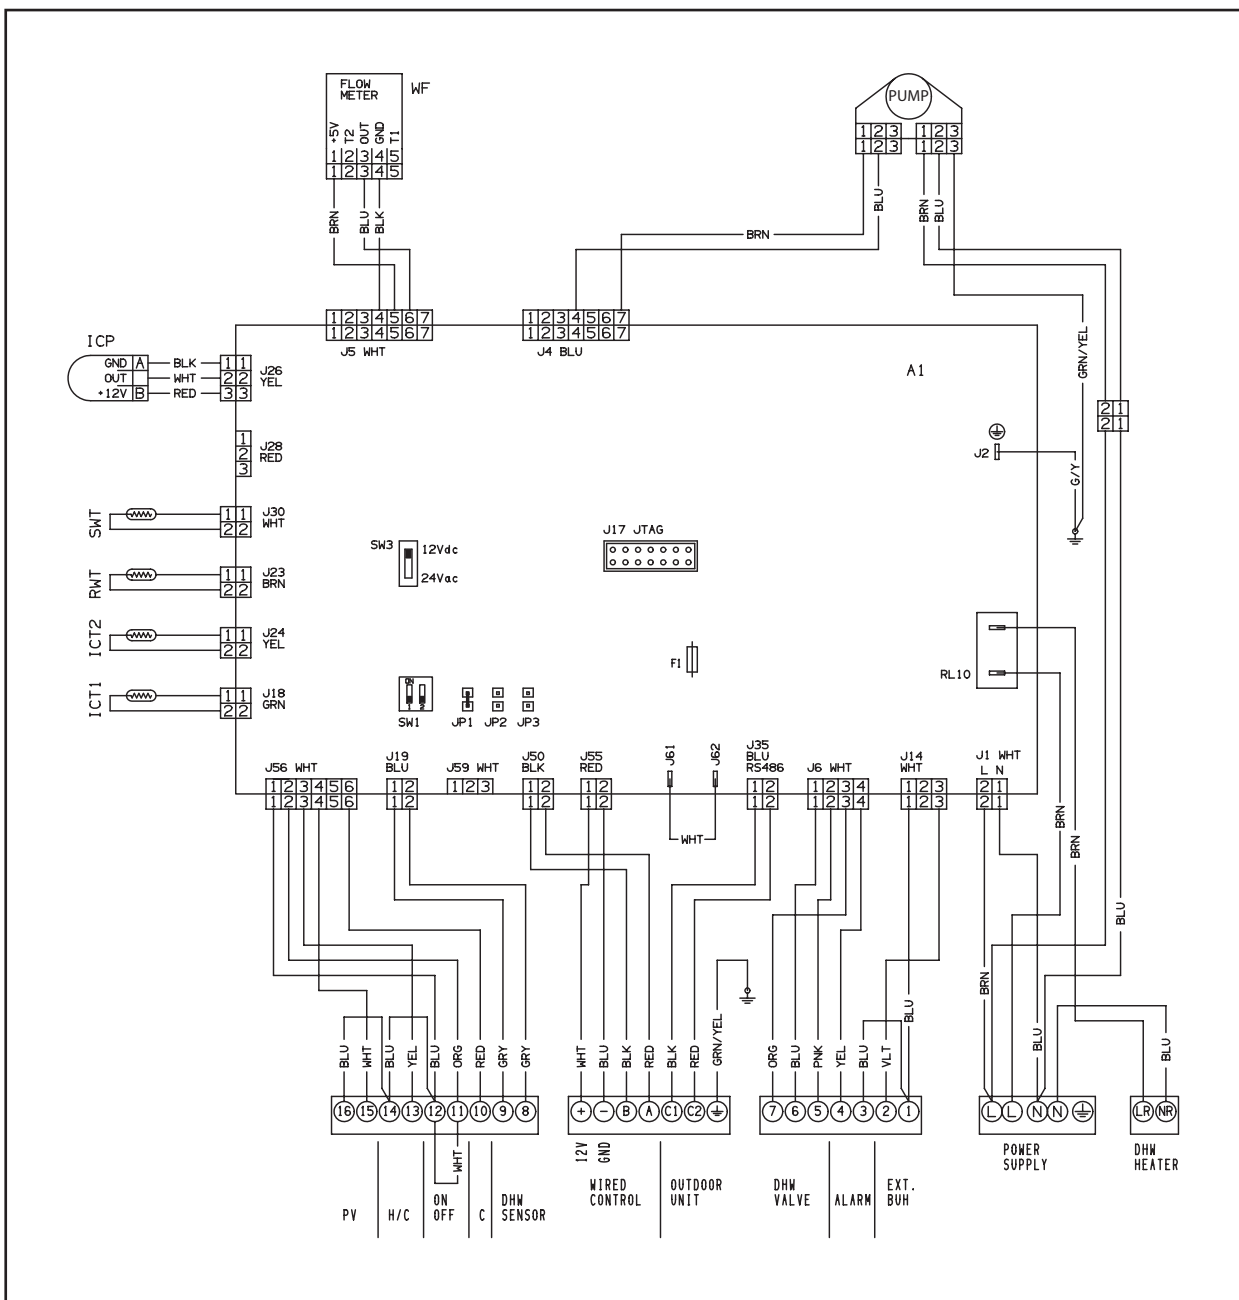 FLOW
METER
WF
+5V
T2
OUT
GND
T1
1 2 3 4 5
1 2 3 4 5
BRN
BLU
BLK
PUMP
1 2 3
1 2 3
1 2 3
1 2 3
BLU
BRN
BLU
BRN
1 2 3 4 5 6 7
1 2 3 4 5 6 7
J5 WHT
1 2 3 4 5 6 7
1 2 3 4 5 6 7
J4 BLU
A1
ICP
GND A BLK 1 1
OUT WHT 2 2
+12V B RED 3 3
J26
YEL
1
2
3
J28
RED
GRN/YEL
2 1
2 1
J2
G/Y
SWT
1 1
2 2
J30
WHT
RWT
1 1
2 2
J23
BRN
ICT2
1 1
2 2
J24
YEL
ICT1
1 1
2 2
J18
GRN
SW3
12Vdc
24Vac
J17 JTAG
F1
RL10
ON
1 2
SW1
JP1
JP2
JP3
J56 WHT
1 2 3 4 5 6
1 2 3 4 5 6
J19
BLU
1 2
1 2
J59 WHT
1 2 3
J50
BLK
1 2
1 2
J55
RED
1 2
1 2
J61
J62
WHT
J35
BLU
RS486
1 2
1 2
J6 WHT
1 2 3 4
1 2 3 4
J14
WHT
1 2 3
1 2 3
J1 WHT
L N
2 1
2 1
BRN
BRN
BLU
BRN
BLU
GRN/YEL
BLU
WHT
BLU
YEL
BLU
ORG
RED
GRY
GRY
WHT
BLU
BLK
RED
BLK
RED
ORG
BLU
PNK
YEL
BLU
VLT
BLU
BLU
16 15 14 13 12 11 10 9 8
+ - B A C1 C2
7 6 5 4 3 2 1
L L N N
LR NR
WHT
12V
GND
PV
H/C
ON
OFF
C
DHW
SENSOR
WIRED
CONTROL
OUTDOOR
UNIT
DHW
VALVE
ALARM
EXT.
BUH
POWER
SUPPLY
DHW
HEATER